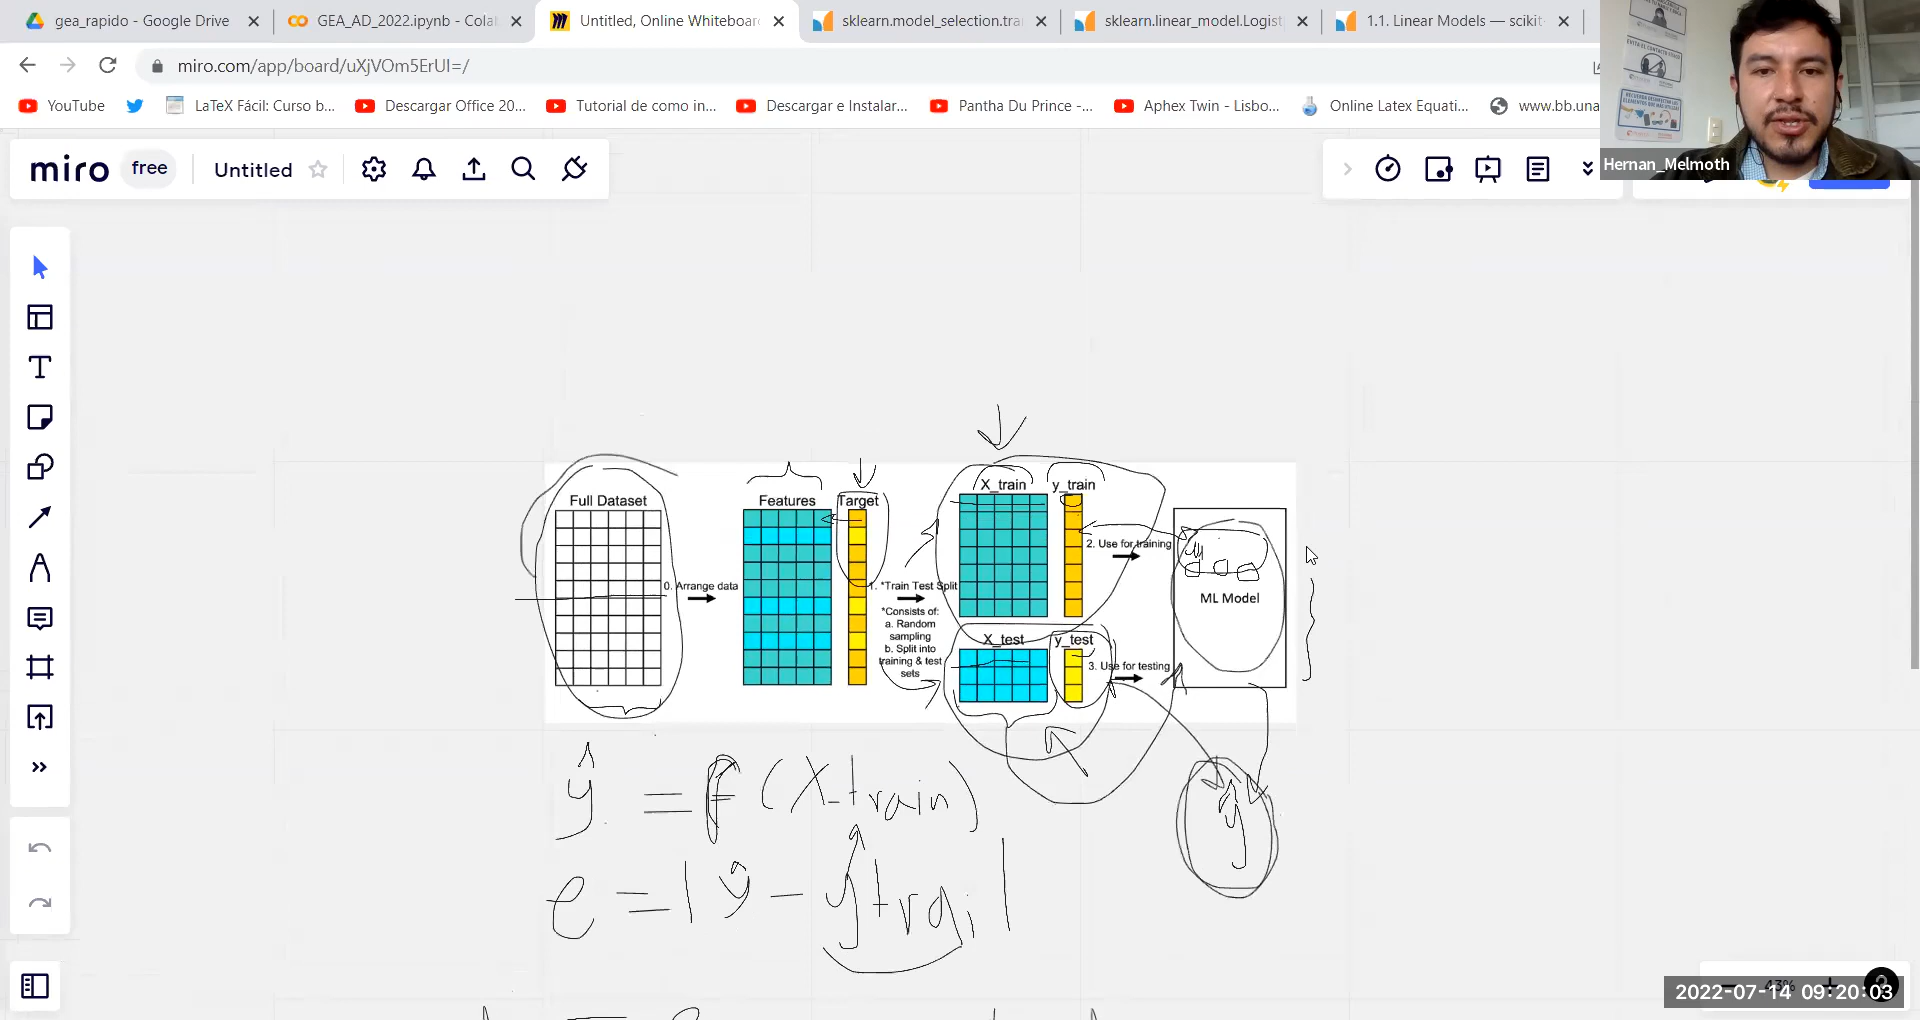 gea_rapido - Google Drive
GEA_AD_2022.ipynb - Colab
Untitled, Online Whiteboard
sklearn.model_selection.trai
sklearn.linear_model.Logist
1.1. Linear Models — scikit-
miro.com/app/board/uXjVOm5ErUI=/
YouTube
LaTeX Fácil: Curso b...
Descargar Office 20...
Tutorial de como in...
Descargar e Instalar...
Pantha Du Prince -...
Aphex Twin - Lisbo...
Online Latex Equati...
www.bb.una
Hernan_Melmoth
miro
free
Untitled
Full Dataset
0. Arrange data
Features
Target
1. *Train Test Split
*Consists of:
a. Random
sampling
b. Split into
training & test
sets
X_train
y_train
2. Use for training
X_test
y_test
3. Use for testing
ML Model
ŷ = F (X_train)
e = | ŷ - ytrai |
ŷ
43%
2022-07-14 09:20:03